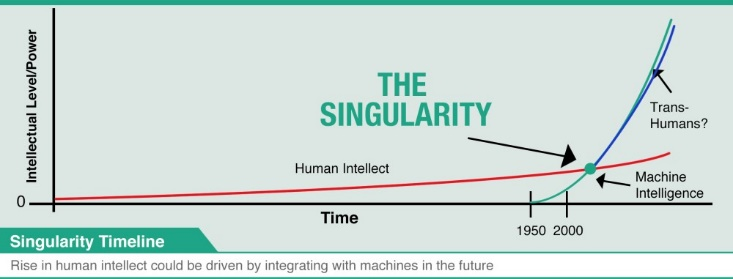 Intellectual Level/Power
THE
SINGULARITY
Trans-
Humans?
Human Intellect
Machine
Intelligence
0
Time
1950 2000
Singularity Timeline
Rise in human intellect could be driven by integrating with machines in the future